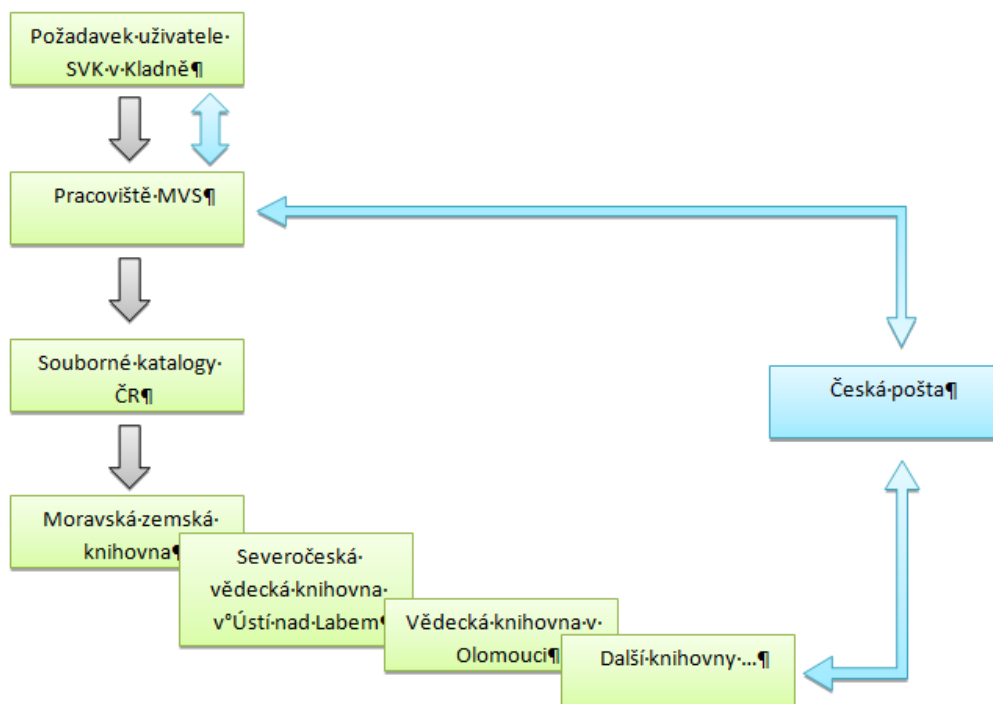 Požadavek·uživatele·
SVK·v·Kladně¶
Pracoviště·MVS¶
Souborné·katalogy·
ČR¶
Česká·pošta¶
Moravská·zemská·
knihovna¶
Severočeská·
vědecká·knihovna·
v°Ústí·nad·Labem¶
Vědecká·knihovna·v·
Olomouci¶
Další·knihovny·…¶